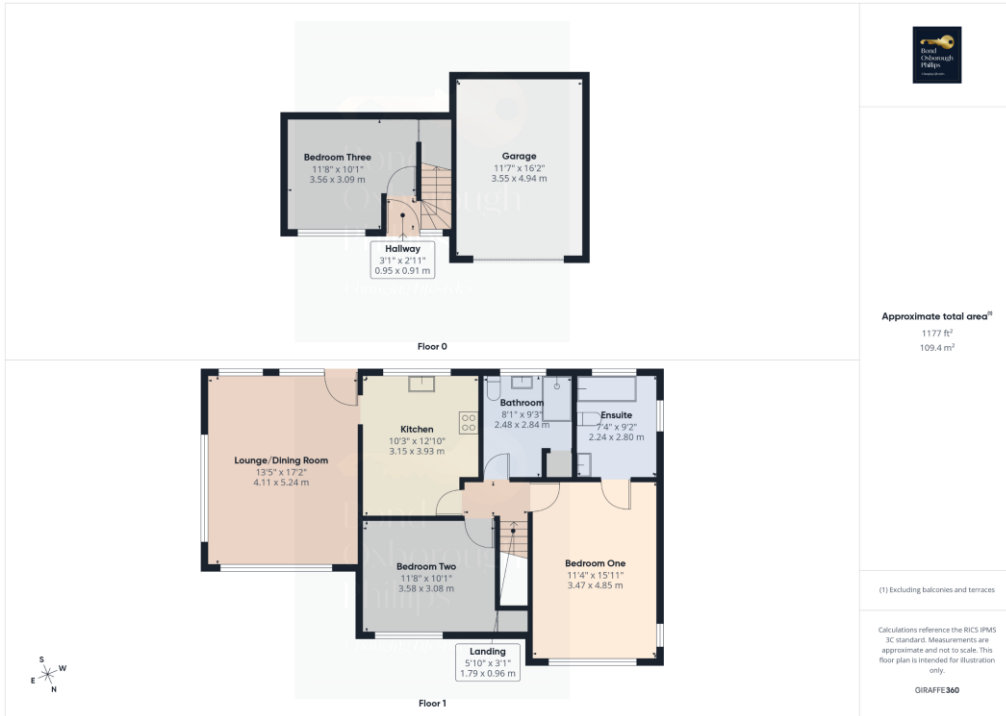 Bedroom Three
11'8" x 10'1"
3.56 x 3.09 m
Garage
11'7" x 16'2"
3.55 x 4.94 m
Hallway
3'1" x 2'11"
0.95 x 0.91 m
Floor 0
Lounge/Dining Room
13'5" x 17'2"
4.11 x 5.24 m
Kitchen
10'3" x 12'10"
3.15 x 3.93 m
Bathroom
8'1" x 9'3"
2.48 x 2.84 m
Ensuite
7'4" x 9'2"
2.24 x 2.80 m
Bedroom Two
11'8" x 10'1"
3.58 x 3.08 m
Bedroom One
11'4" x 15'11"
3.47 x 4.85 m
Landing
5'10" x 3'1"
1.79 x 0.96 m
Floor 1
S
W
E
N
Bond
Oxborough
Phillips
Approximate total area(1)
1177 ft²
109.4 m²
(1) Excluding balconies and terraces
Calculations reference the RICS IPMS
3C standard. Measurements are
approximate and not to scale. This
floor plan is intended for illustration
only.
GIRAFFE360